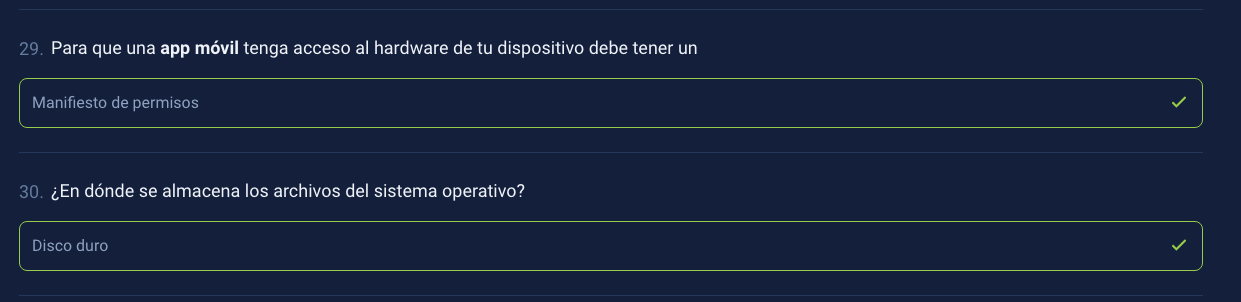 29. Para que una app móvil tenga acceso al hardware de tu dispositivo debe tener un
Manifiesto de permisos
30. ¿En dónde se almacena los archivos del sistema operativo?
Disco duro